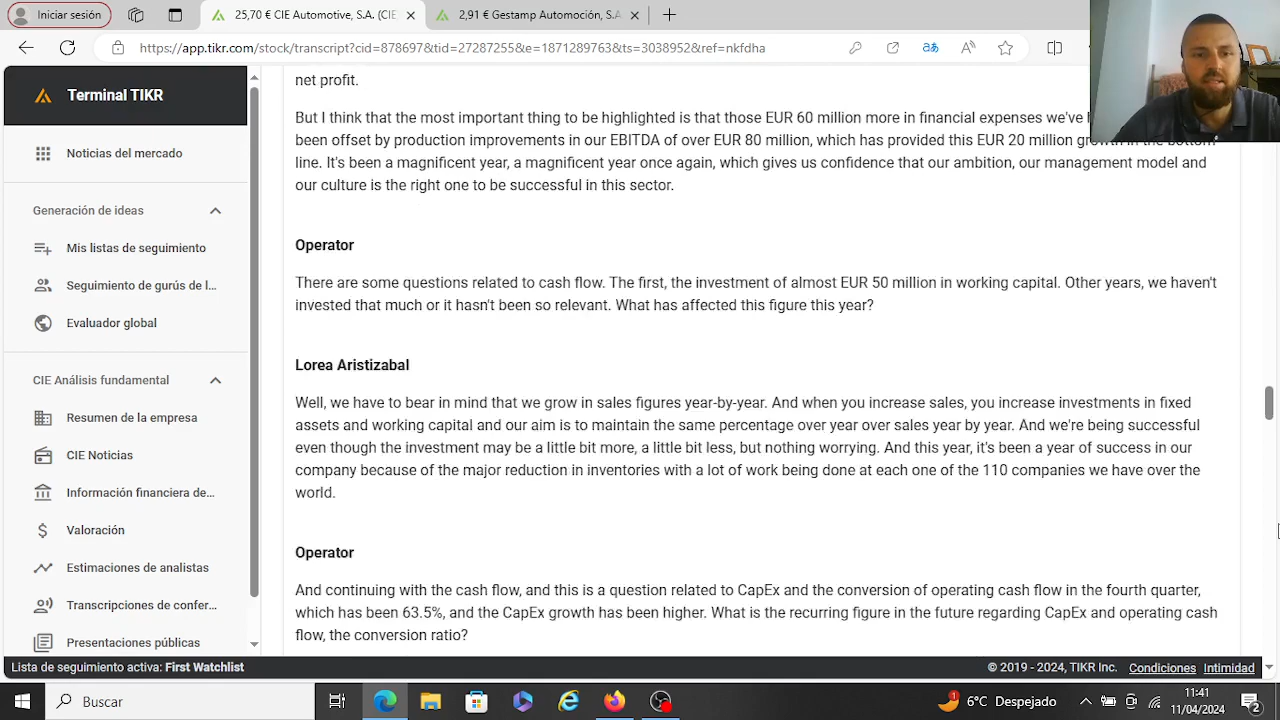 Iniciar sesión
25,70 € CIE Automotive, S.A. (CIE
2,91 € Gestamp Automoción, S.A
https://app.tikr.com/stock/transcript?cid=878697&tid=27287255&e=1871289763&ts=3038952&ref=nkfdha
Terminal TIKR
Noticias del mercado
Generación de ideas
Mis listas de seguimiento
Seguimiento de gurús de l...
Evaluador global
CIE Análisis fundamental
Resumen de la empresa
CIE Noticias
Información financiera de...
Valoración
Estimaciones de analistas
Transcripciones de confer...
Presentaciones públicas
net profit.
But I think that the most important thing to be highlighted is that those EUR 60 million more in financial expenses we've
been offset by production improvements in our EBITDA of over EUR 80 million, which has provided this EUR 20 million growth in the bottom
line. It's been a magnificent year, a magnificent year once again, which gives us confidence that our ambition, our management model and
our culture is the right one to be successful in this sector.
Operator
There are some questions related to cash flow. The first, the investment of almost EUR 50 million in working capital. Other years, we haven't
invested that much or it hasn't been so relevant. What has affected this figure this year?
Lorea Aristizabal
Well, we have to bear in mind that we grow in sales figures year-by-year. And when you increase sales, you increase investments in fixed
assets and working capital and our aim is to maintain the same percentage over year over sales year by year. And we're being successful
even though the investment may be a little bit more, a little bit less, but nothing worrying. And this year, it's been a year of success in our
company because of the major reduction in inventories with a lot of work being done at each one of the 110 companies we have over the
world.
Operator
And continuing with the cash flow, and this is a question related to CapEx and the conversion of operating cash flow in the fourth quarter,
which has been 63.5%, and the CapEx growth has been higher. What is the recurring figure in the future regarding CapEx and operating cash
flow, the conversion ratio?
Lista de seguimiento activa: First Watchlist
© 2019 - 2024, TIKR Inc. Condiciones Intimidad
Buscar
1
6°C Despejado
11:41
11/04/2024
2